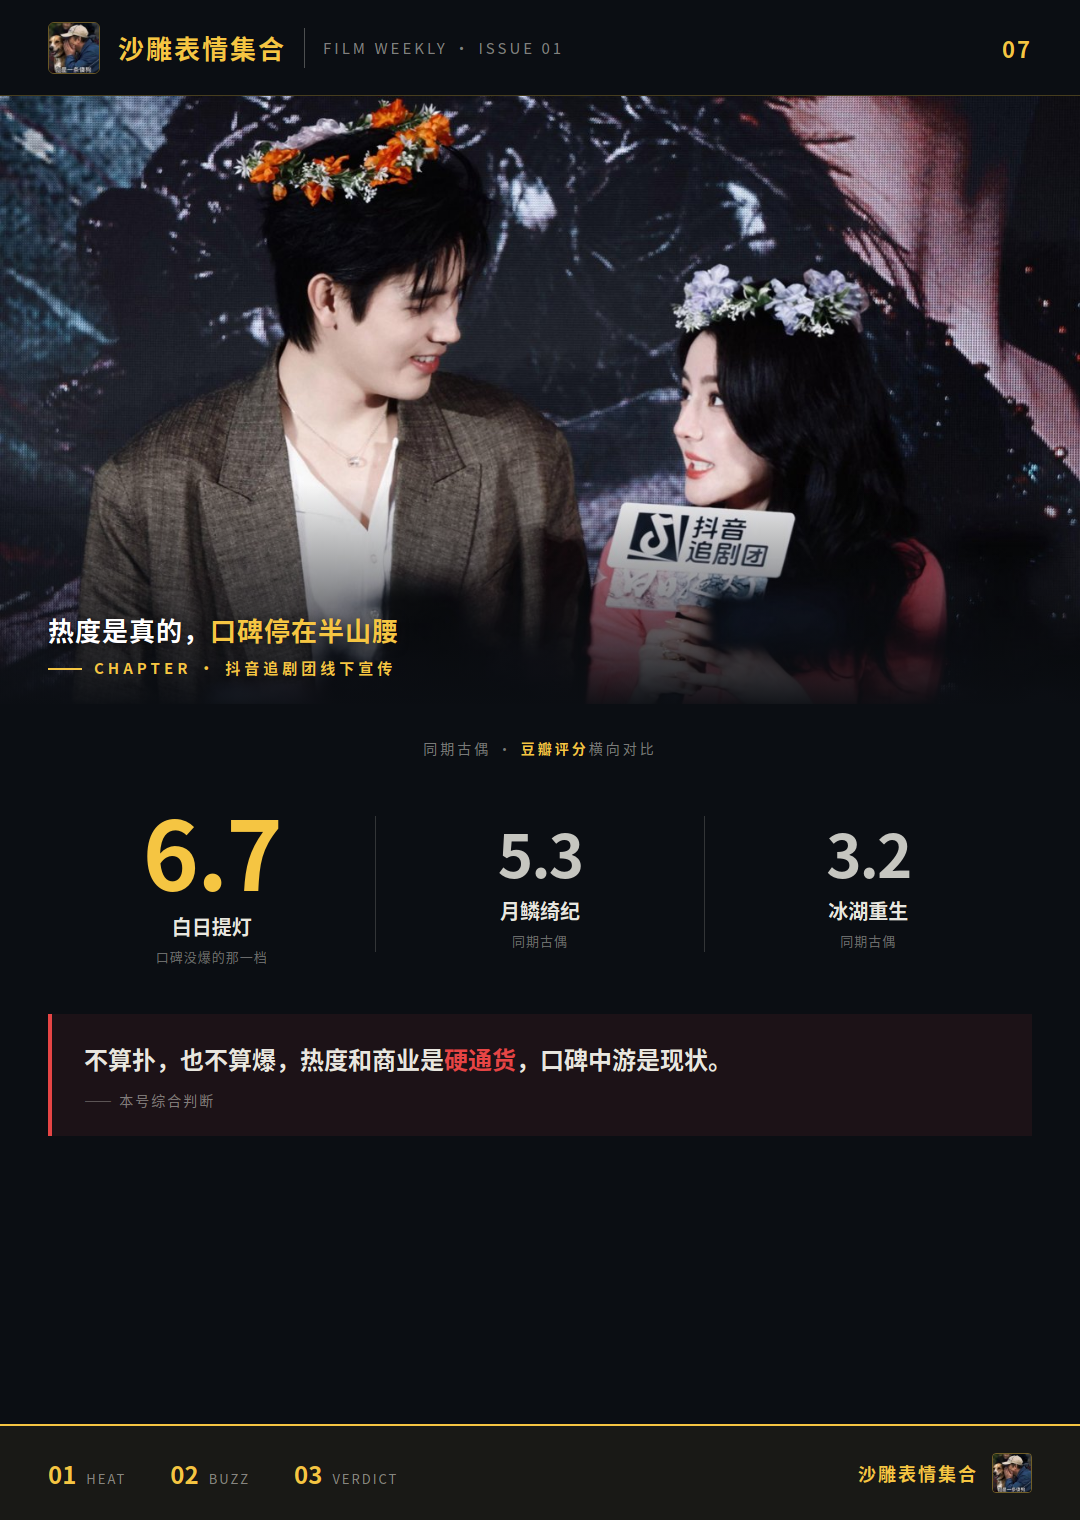 沙雕表情集合
FILM WEEKLY · ISSUE 01
07
抖音
追剧团
热度是真的，口碑停在半山腰
CHAPTER · 抖音追剧团线下宣传
同期古偶 · 豆瓣评分横向对比
6.7
白日提灯
口碑没爆的那一档
5.3
月鳞绮纪
同期古偶
3.2
冰湖重生
同期古偶
不算扑，也不算爆，热度和商业是硬通货，口碑中游是现状。
—— 本号综合判断
01 HEAT
02 BUZZ
03 VERDICT
沙雕表情集合